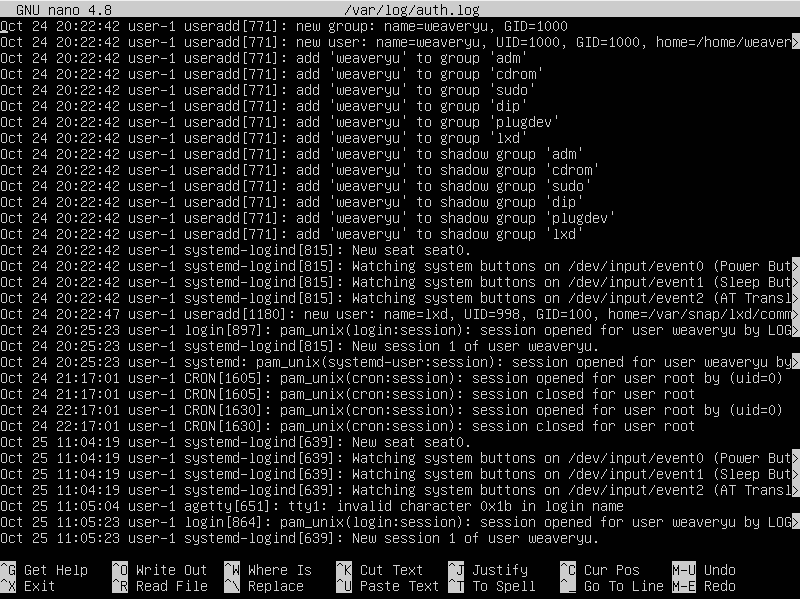 GNU nano 4.8 /var/log/auth.log
Oct 24 20:22:42 user-1 useradd[771]: new group: name=weaveryu, GID=1000
Oct 24 20:22:42 user-1 useradd[771]: new user: name=weaveryu, UID=1000, GID=1000, home=/home/weaver>
Oct 24 20:22:42 user-1 useradd[771]: add 'weaveryu' to group 'adm'
Oct 24 20:22:42 user-1 useradd[771]: add 'weaveryu' to group 'cdrom'
Oct 24 20:22:42 user-1 useradd[771]: add 'weaveryu' to group 'sudo'
Oct 24 20:22:42 user-1 useradd[771]: add 'weaveryu' to group 'dip'
Oct 24 20:22:42 user-1 useradd[771]: add 'weaveryu' to group 'plugdev'
Oct 24 20:22:42 user-1 useradd[771]: add 'weaveryu' to group 'lxd'
Oct 24 20:22:42 user-1 useradd[771]: add 'weaveryu' to shadow group 'adm'
Oct 24 20:22:42 user-1 useradd[771]: add 'weaveryu' to shadow group 'cdrom'
Oct 24 20:22:42 user-1 useradd[771]: add 'weaveryu' to shadow group 'sudo'
Oct 24 20:22:42 user-1 useradd[771]: add 'weaveryu' to shadow group 'dip'
Oct 24 20:22:42 user-1 useradd[771]: add 'weaveryu' to shadow group 'plugdev'
Oct 24 20:22:42 user-1 useradd[771]: add 'weaveryu' to shadow group 'lxd'
Oct 24 20:22:42 user-1 systemd-logind[815]: New seat seat0.
Oct 24 20:22:42 user-1 systemd-logind[815]: Watching system buttons on /dev/input/event0 (Power But>
Oct 24 20:22:42 user-1 systemd-logind[815]: Watching system buttons on /dev/input/event1 (Sleep But>
Oct 24 20:22:42 user-1 systemd-logind[815]: Watching system buttons on /dev/input/event2 (AT Transl>
Oct 24 20:22:47 user-1 useradd[1180]: new user: name=lxd, UID=998, GID=100, home=/var/snap/lxd/comm>
Oct 24 20:25:23 user-1 login[897]: pam_unix(login:session): session opened for user weaveryu by LOG>
Oct 24 20:25:23 user-1 systemd-logind[815]: New session 1 of user weaveryu.
Oct 24 20:25:23 user-1 systemd: pam_unix(systemd-user:session): session opened for user weaveryu by>
Oct 24 21:17:01 user-1 CRON[1605]: pam_unix(cron:session): session opened for user root by (uid=0)
Oct 24 21:17:01 user-1 CRON[1605]: pam_unix(cron:session): session closed for user root
Oct 24 22:17:01 user-1 CRON[1630]: pam_unix(cron:session): session opened for user root by (uid=0)
Oct 24 22:17:01 user-1 CRON[1630]: pam_unix(cron:session): session closed for user root
Oct 25 11:04:19 user-1 systemd-logind[639]: New seat seat0.
Oct 25 11:04:19 user-1 systemd-logind[639]: Watching system buttons on /dev/input/event0 (Power But>
Oct 25 11:04:19 user-1 systemd-logind[639]: Watching system buttons on /dev/input/event1 (Sleep But>
Oct 25 11:04:19 user-1 systemd-logind[639]: Watching system buttons on /dev/input/event2 (AT Transl>
Oct 25 11:05:04 user-1 agetty[651]: tty1: invalid character 0x1b in login name
Oct 25 11:05:23 user-1 login[864]: pam_unix(login:session): session opened for user weaveryu by LOG>
Oct 25 11:05:23 user-1 systemd-logind[639]: New session 1 of user weaveryu.
^G Get Help ^O Write Out ^W Where Is ^K Cut Text ^J Justify ^C Cur Pos M-U Undo
^X Exit ^R Read File ^\ Replace ^U Paste Text ^T To Spell ^_ Go To Line M-E Redo